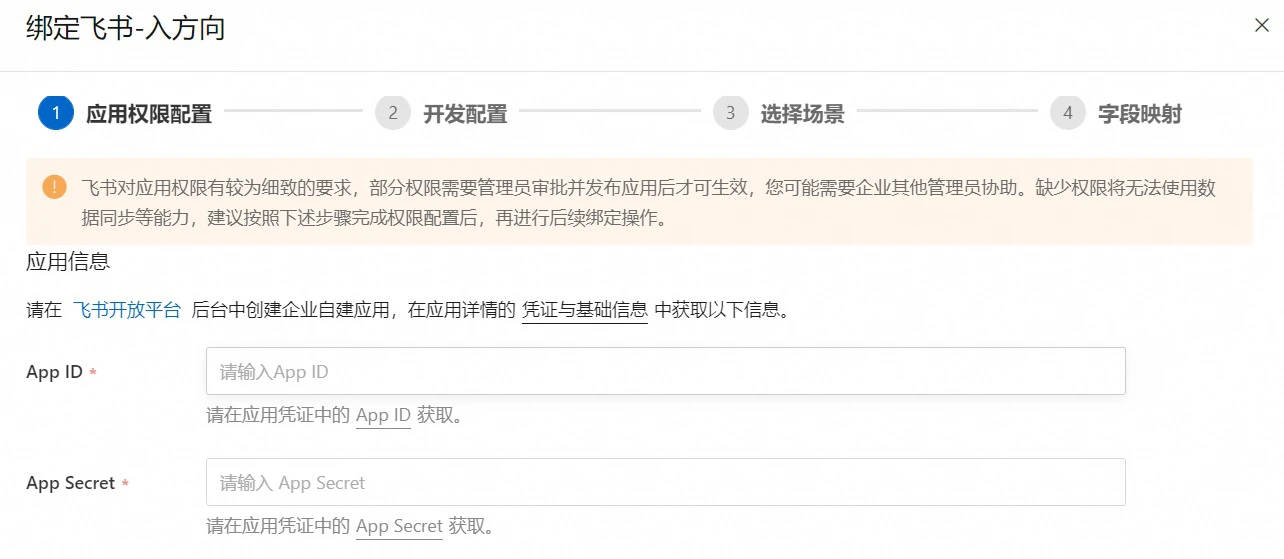 绑定飞书-入方向
1 应用权限配置 2 开发配置 3 选择场景 4 字段映射
飞书对应用权限有较为细致的要求，部分权限需要管理员审批并发布应用后才可生效，您可能需要企业其他管理员协助。缺少权限将无法使用数
据同步等能力，建议按照下述步骤完成权限配置后，再进行后续绑定操作。
应用信息
请在 飞书开放平台 后台中创建企业自建应用，在应用详情的 凭证与基础信息 中获取以下信息。
App ID * 请输入App ID
请在应用凭证中的 App ID 获取。
App Secret * 请输入 App Secret
请在应用凭证中的 App Secret 获取。